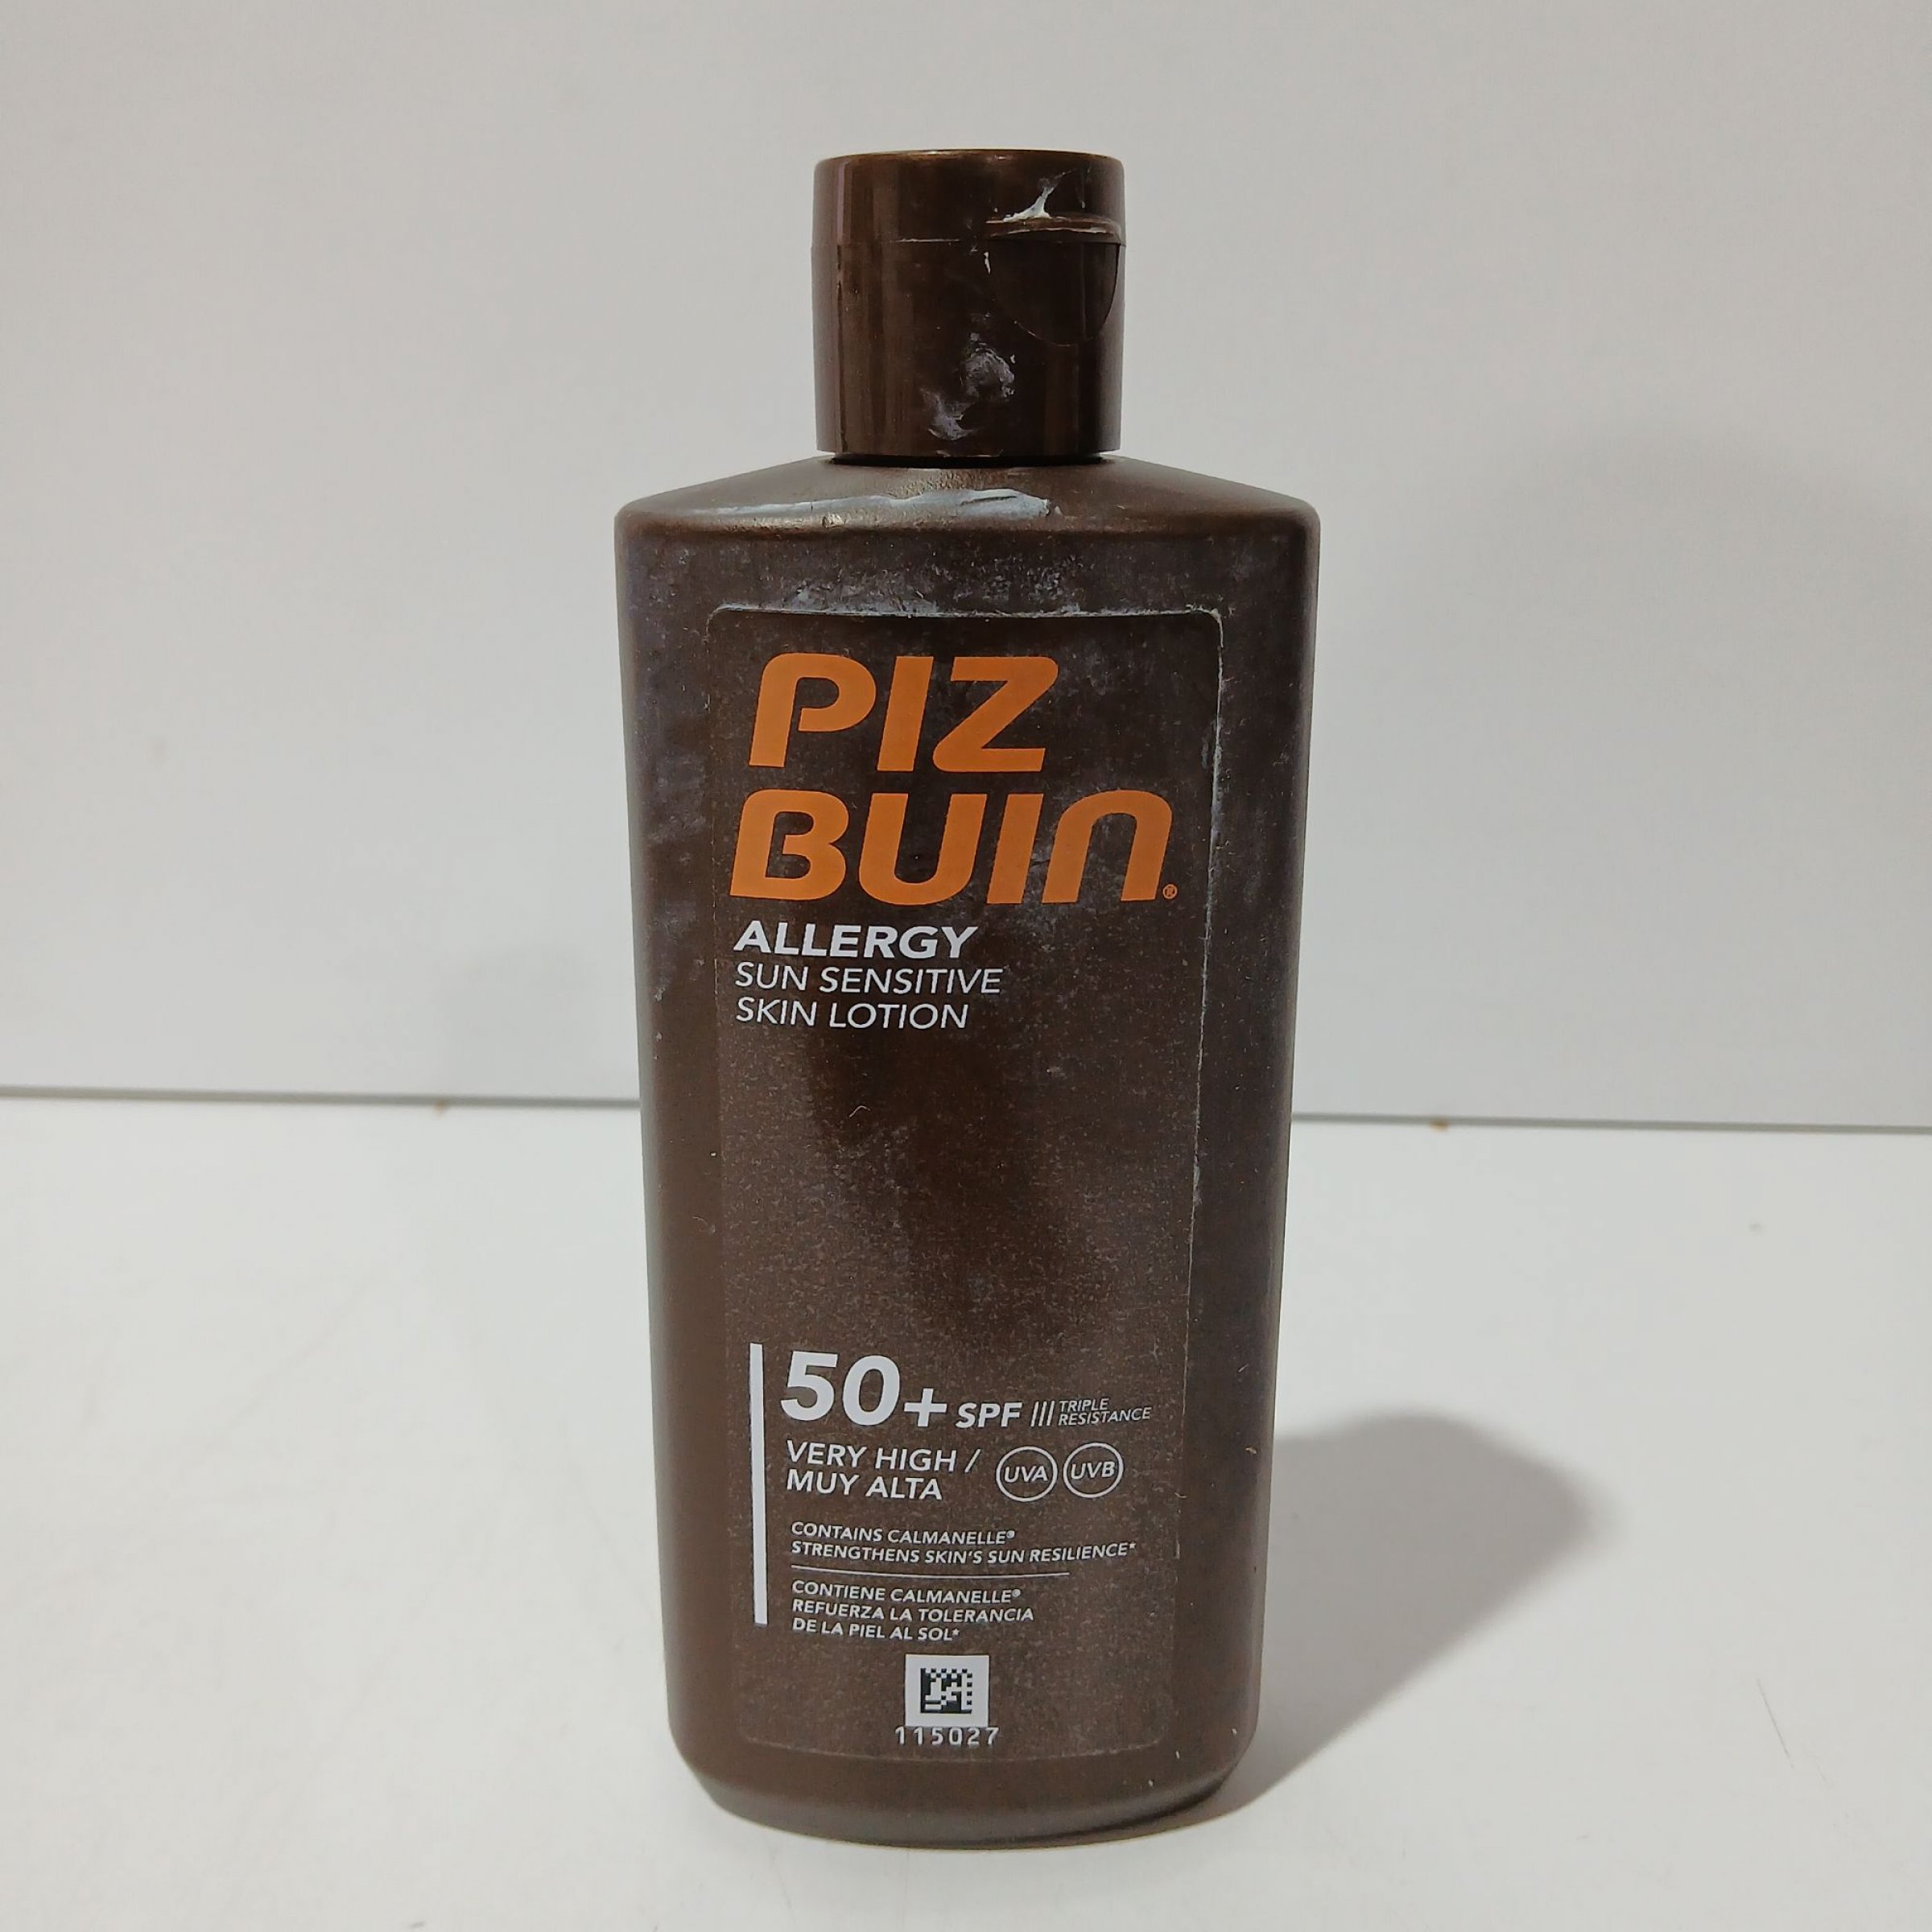 PIZ
BUIN®
ALLERGY
SUN SENSITIVE
SKIN LOTION
50+ SPF /// TRIPLE
RESISTANCE
VERY HIGH /
MUY ALTA
UVA UVB
CONTAINS CALMANELLE®
STRENGTHENS SKIN'S SUN RESILIENCE*
CONTIENE CALMANELLE®
REFUERZA LA TOLERANCIA
DE LA PIEL AL SOL*
115027